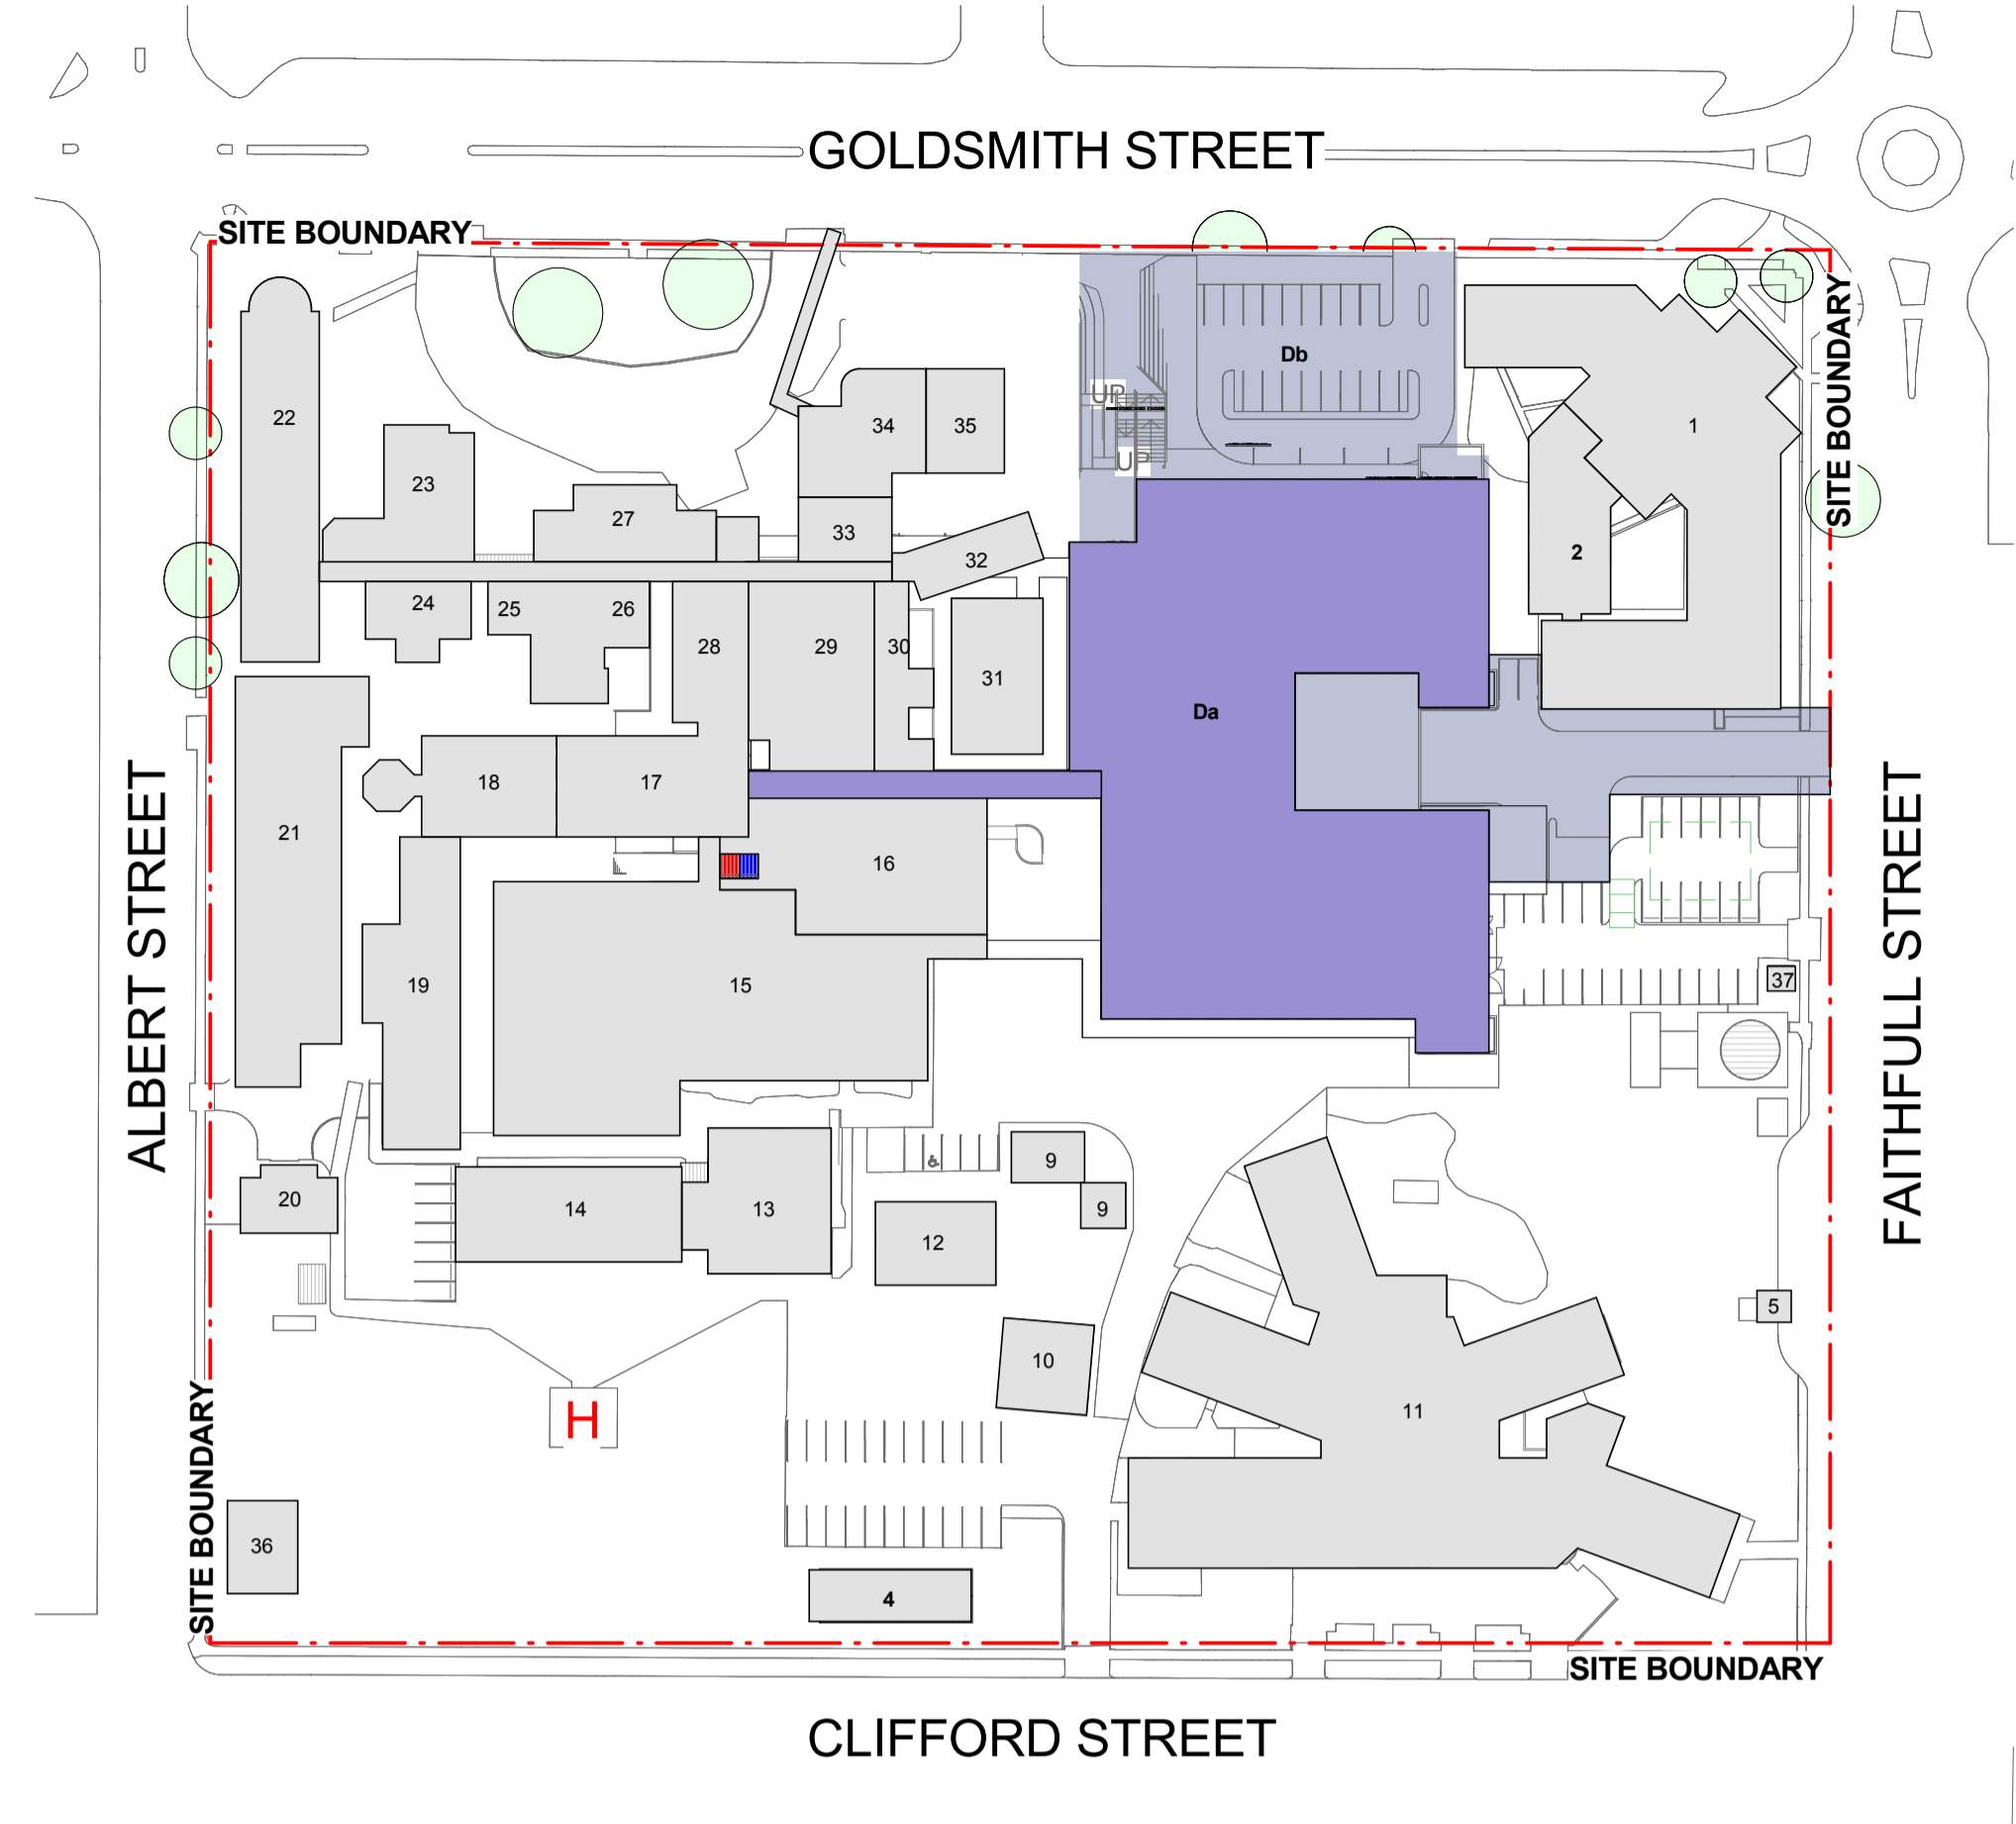 GOLDSMITH STREET
SITE BOUNDARY
SITE BOUNDARY
Db
UP
UP
1
22
34
35
23
27
33
32
2
24
25
26
28
29
30
31
Da
18
17
21
16
19
15
37
ALBERT STREET
FAITHFULL STREET
9
9
20
14
13
12
5
10
11
H
SITE BOUNDARY
36
4
SITE BOUNDARY
CLIFFORD STREET